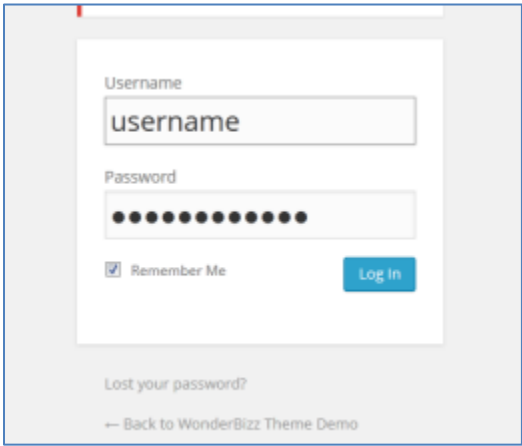 Username
username
Password
●●●●●●●●●●●●
Remember Me
Log In
Lost your password?
← Back to WonderBizz Theme Demo